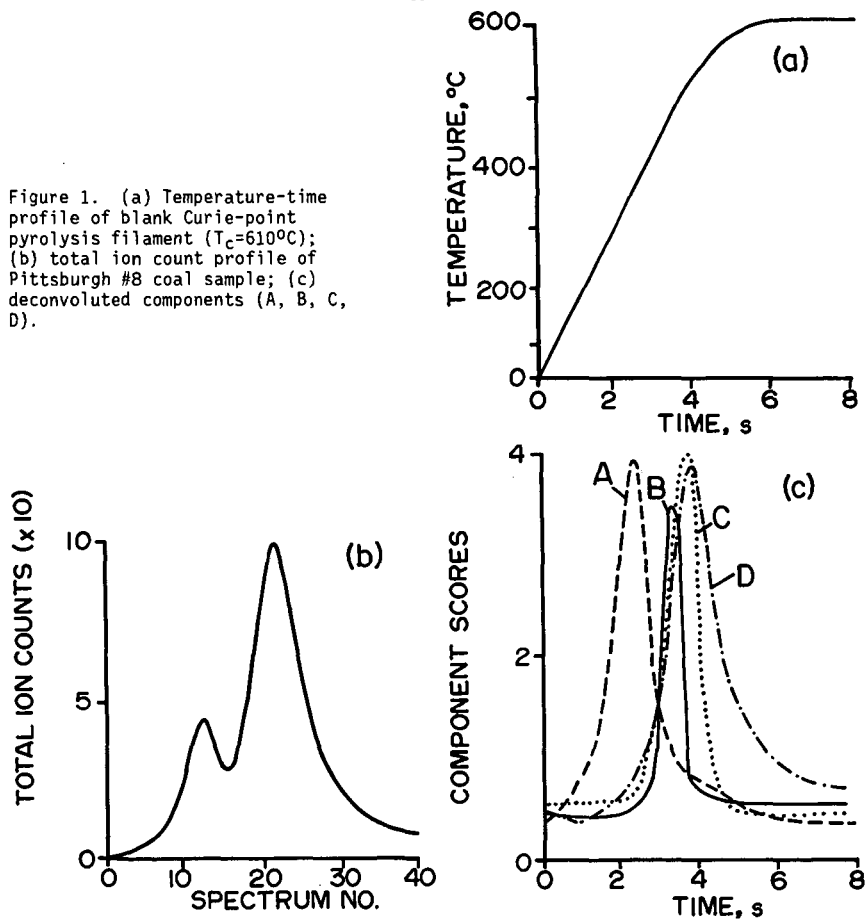 Figure 1. (a) Temperature-time
profile of blank Curie-point
pyrolysis filament (Tc=610°C);
(b) total ion count profile of
Pittsburgh #8 coal sample; (c)
deconvoluted components (A, B, C,
D).
TEMPERATURE, °C
600
400
200
0
(a)
0 2 4 6 8
TIME, s
TOTAL ION COUNTS (x 10)
10
5
0
(b)
0 10 20 30 40
SPECTRUM NO.
COMPONENT SCORES
4
2
0
A
B
C
D
(c)
0 2 4 6 8
TIME, s